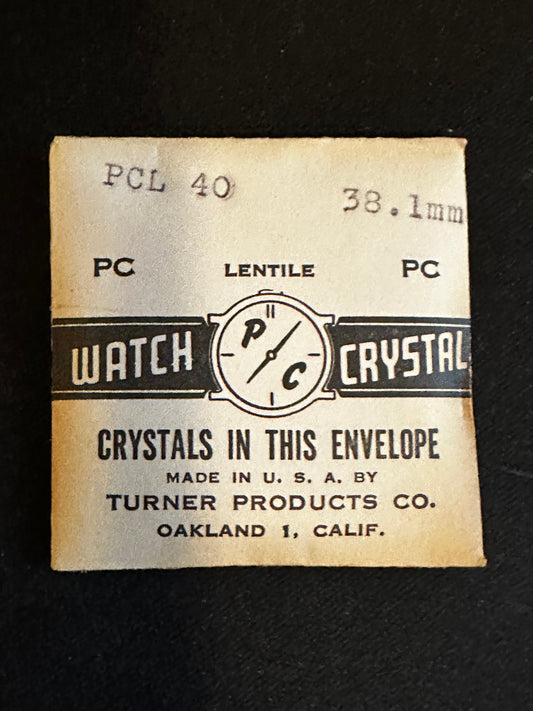 PCL 40 38.1mm
PC LENTILE PC
WATCH P C CRYSTAL
CRYSTALS IN THIS ENVELOPE
MADE IN U. S. A. BY
TURNER PRODUCTS CO.
OAKLAND 1, CALIF.